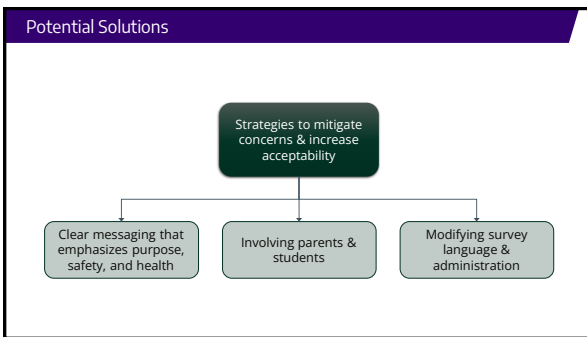 Potential Solutions
Strategies to mitigate
concerns & increase
acceptability
Clear messaging that
emphasizes purpose,
safety, and health
Involving parents &
students
Modifying survey
language &
administration